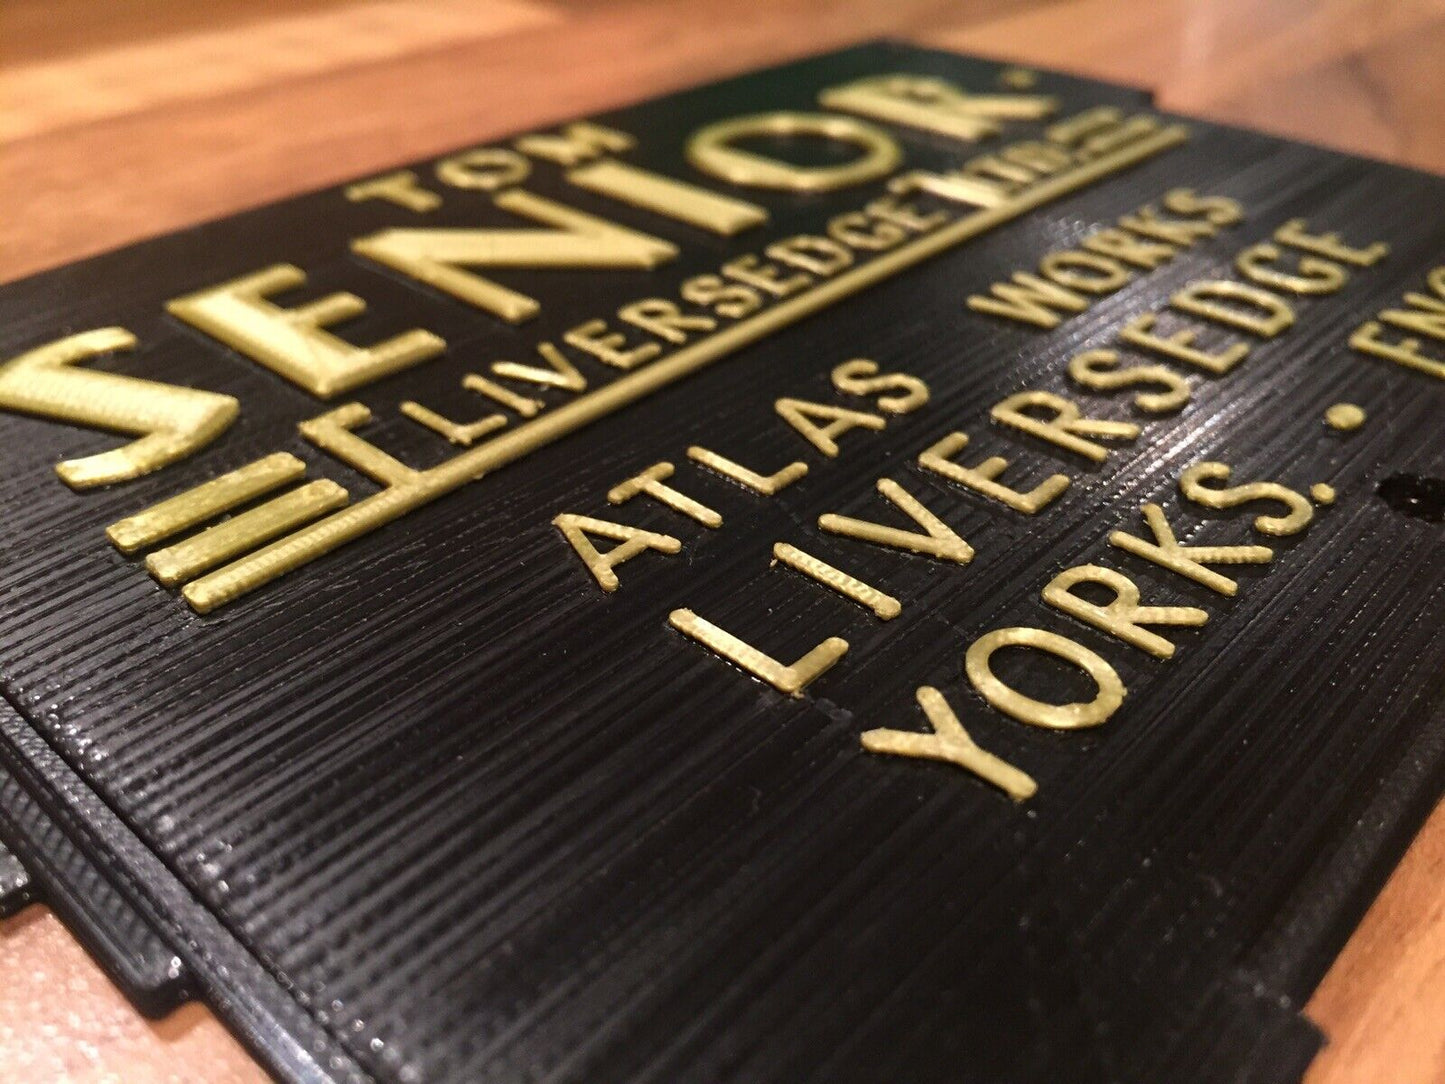 TOM
SENIOR.
LIVERSEDGE LTD.
ATLAS WORKS
LIVERSEDGE
YORKS.